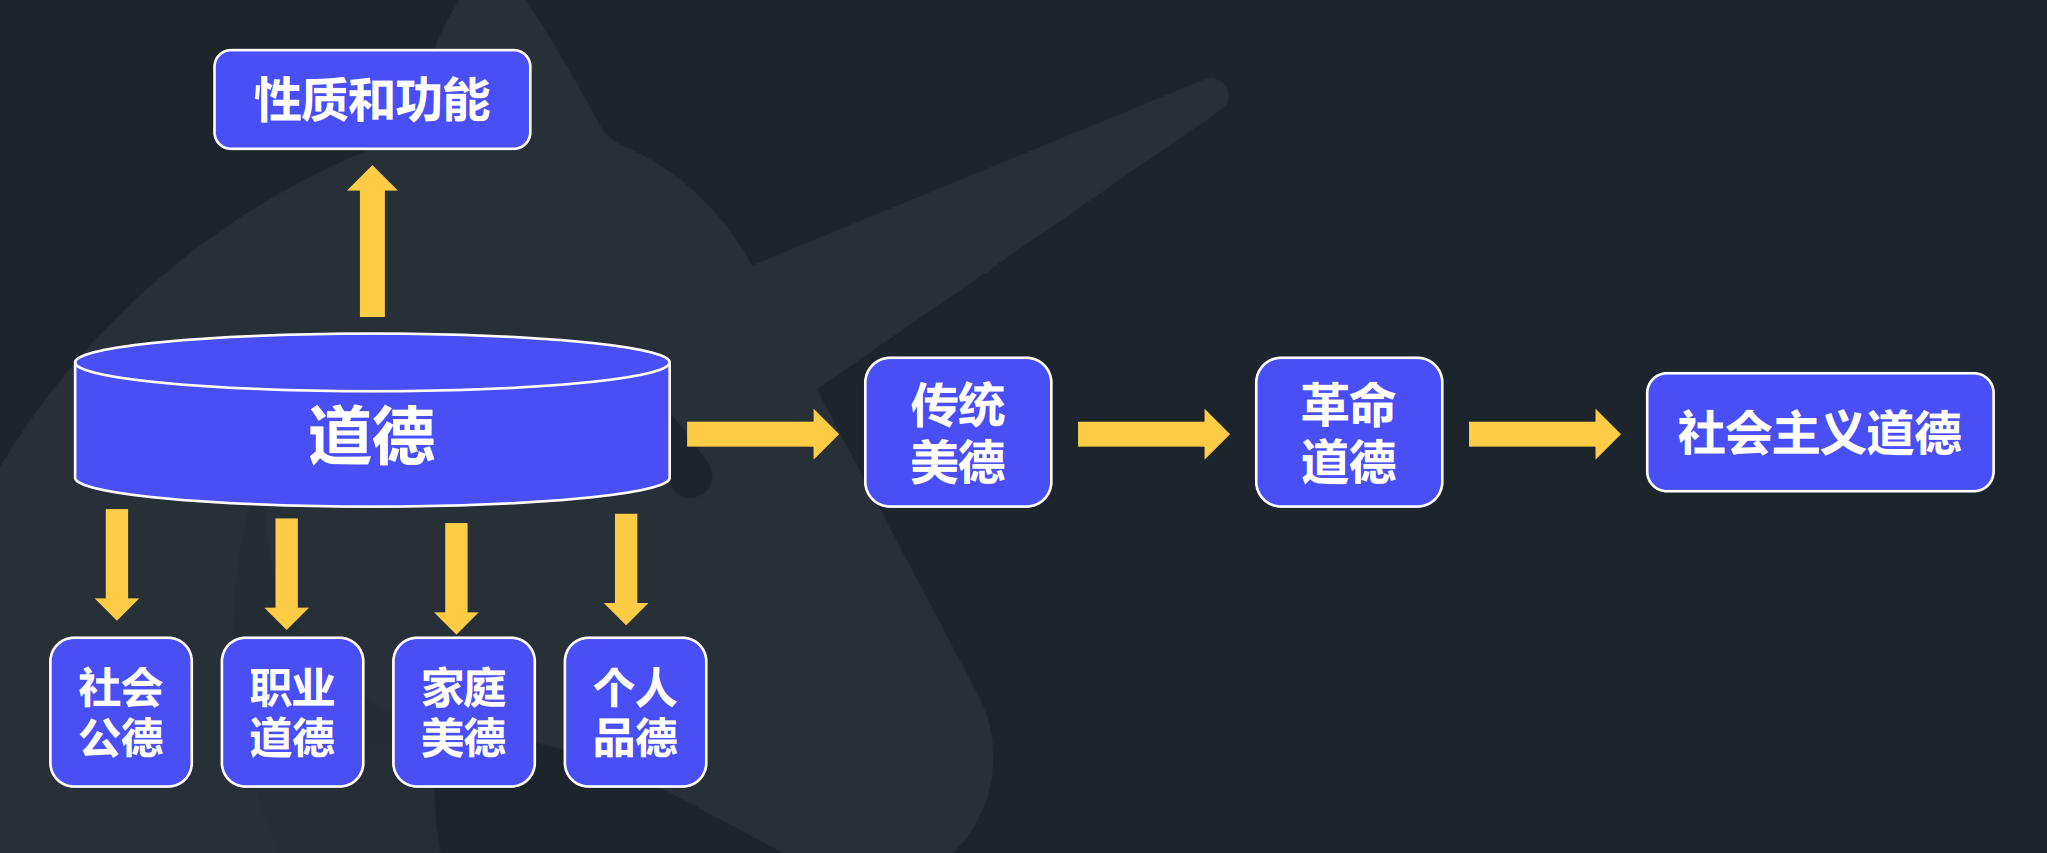 性质和功能
道德
传统
美德
革命
道德
社会主义道德
社会
公德
职业
道德
家庭
美德
个人
品德